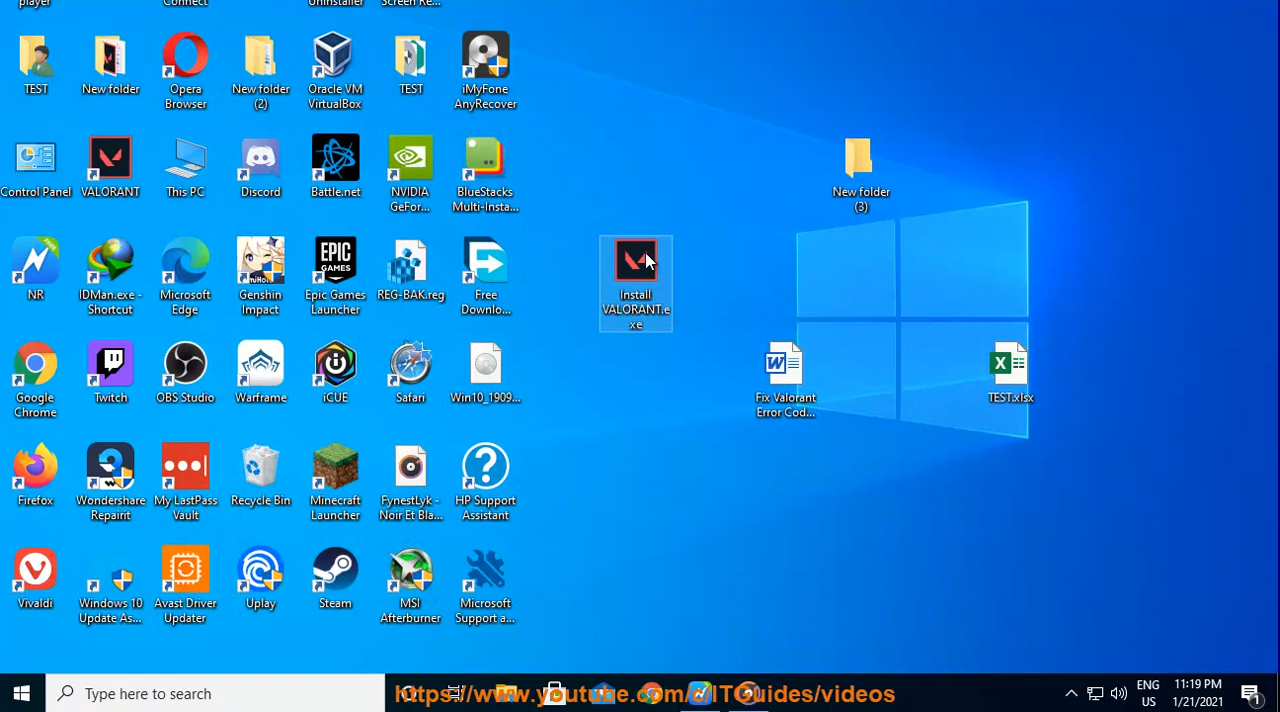 player
Connect
Uninstaller
Screen Re...
TEST
New folder
Opera
Browser
New folder
(2)
Oracle VM
VirtualBox
TEST
iMyFone
AnyRecover
Control Panel
VALORANT
This PC
Discord
Battle.net
NVIDIA
GeFor...
BlueStacks
Multi-Insta...
New folder
(3)
NR
IDMan.exe -
Shortcut
Microsoft
Edge
Genshin
Impact
EPIC
GAMES
Epic Games
Launcher
REG-BAK.reg
Free
Downlo...
Install
VALORANT.e
xe
Google
Chrome
Twitch
OBS Studio
Warframe
iCUE
Safari
Win10_1909...
Fix Valorant
Error Cod...
TEST.xlsx
Firefox
Wondershare
Repairit
My LastPass
Vault
Recycle Bin
Minecraft
Launcher
FynestLyk -
Noir Et Bla...
HP Support
Assistant
Vivaldi
Windows 10
Update As...
Avast Driver
Updater
Uplay
Steam
MSI
Afterburner
Microsoft
Support a...
Type here to search
https://www.youtube.com/c/ITGuides/videos
ENG
US
11:19 PM
1/21/2021
1